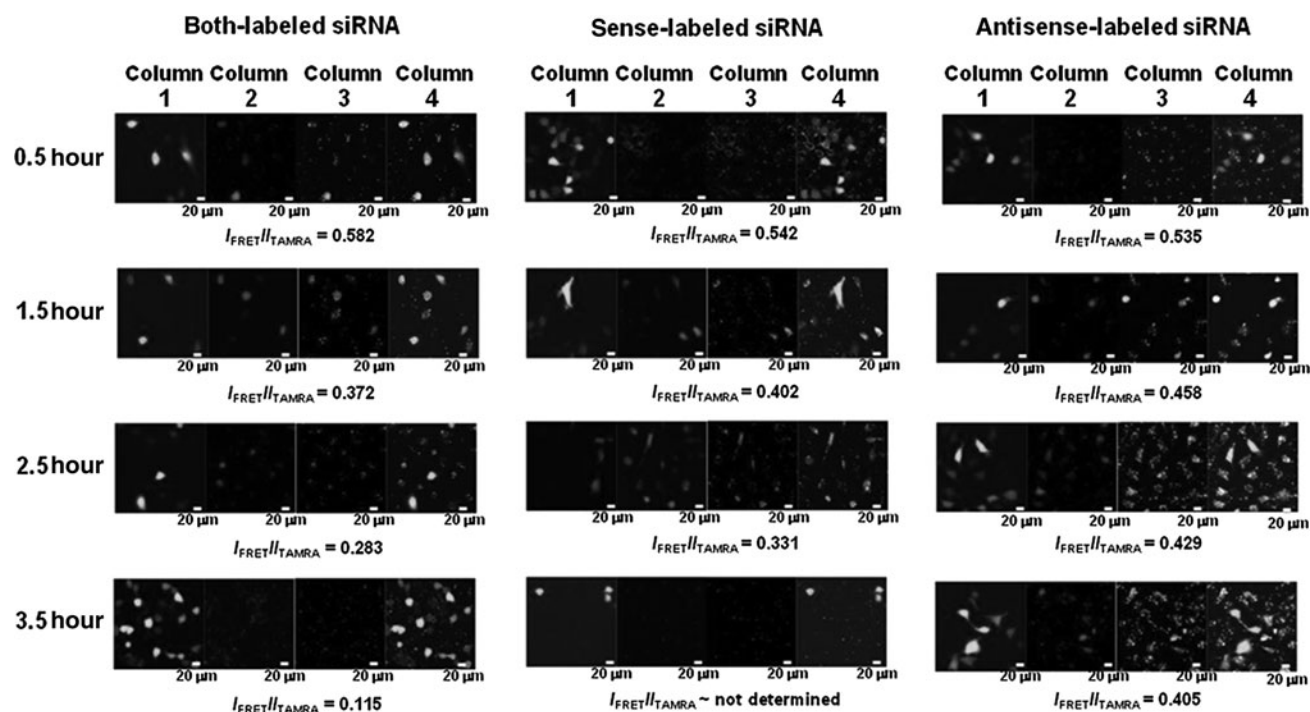 Both-labeled siRNA Sense-labeled siRNA Antisense-labeled siRNA
Column Column Column Column Column Column Column Column Column Column Column Column
1 2 3 4 1 2 3 4 1 2 3 4
0.5 hour
20 µm 20 µm 20 µm 20 µm 20 µm 20 µm 20 µm 20 µm 20 µm 20 µm 20 µm 20 µm
IFRET/ITAMRA = 0.582 IFRET/ITAMRA = 0.542 IFRET/ITAMRA = 0.535
1.5 hour
20 µm 20 µm 20 µm 20 µm 20 µm 20 µm 20 µm 20 µm 20 µm 20 µm 20 µm 20 µm
IFRET/ITAMRA = 0.372 IFRET/ITAMRA = 0.402 IFRET/ITAMRA = 0.458
2.5 hour
20 µm 20 µm 20 µm 20 µm 20 µm 20 µm 20 µm 20 µm 20 µm 20 µm 20 µm 20 µm
IFRET/ITAMRA = 0.283 IFRET/ITAMRA = 0.331 IFRET/ITAMRA = 0.429
3.5 hour
20 µm 20 µm 20 µm 20 µm 20 µm 20 µm 20 µm 20 µm 20 µm 20 µm 20 µm 20 µm
IFRET/ITAMRA = 0.115 IFRET/ITAMRA ~ not determined IFRET/ITAMRA = 0.405